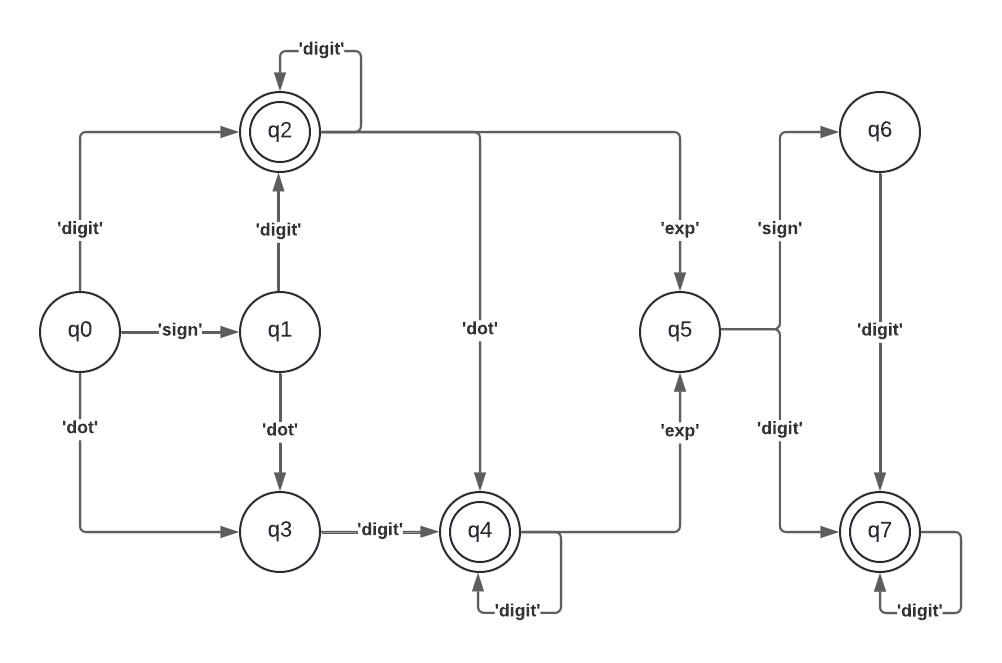 'digit'
q2
q6
'digit'
'digit'
'exp'
'sign'
q0
'sign'
q1
'dot'
q5
'digit'
'dot'
'dot'
'exp'
'digit'
q3
'digit'
q4
q7
'digit'
'digit'